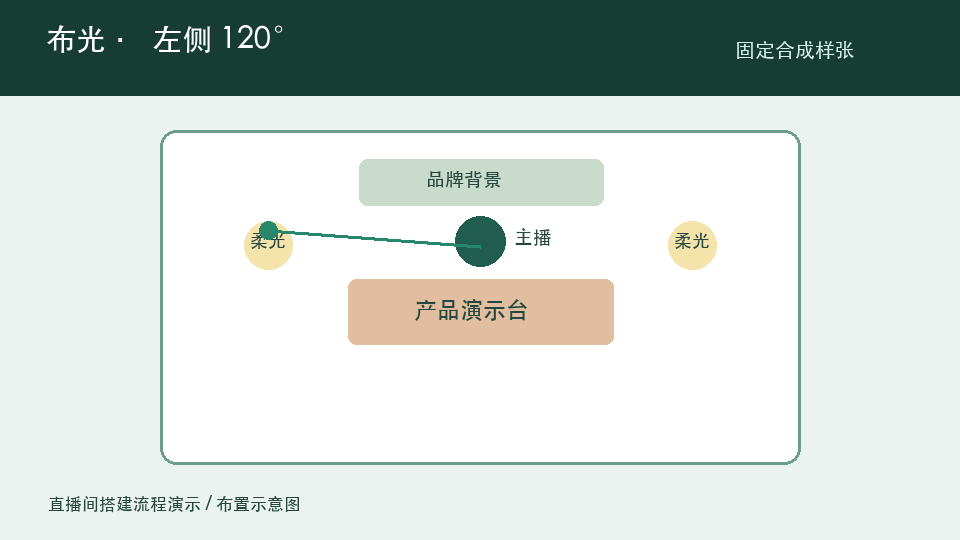 布光 · 左侧 120°
固定合成样张
品牌背景
柔光
主播
柔光
产品演示台
直播间搭建流程演示 / 布置示意图